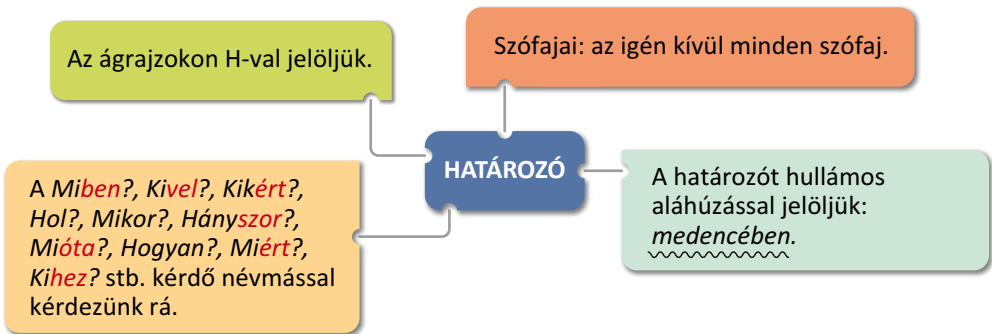 Az ágrajzokon H-val jelöljük.
Szófajai: az igén kívül minden szófaj.
HATÁROZÓ
A Miben?, Kivel?, Kikért?,
Hol?, Mikor?, Hányszor?,
Mióta?, Hogyan?, Miért?,
Kihez? stb. kérdő névmással
kérdezünk rá.
A határozót hullámos
aláhúzással jelöljük:
medencében.